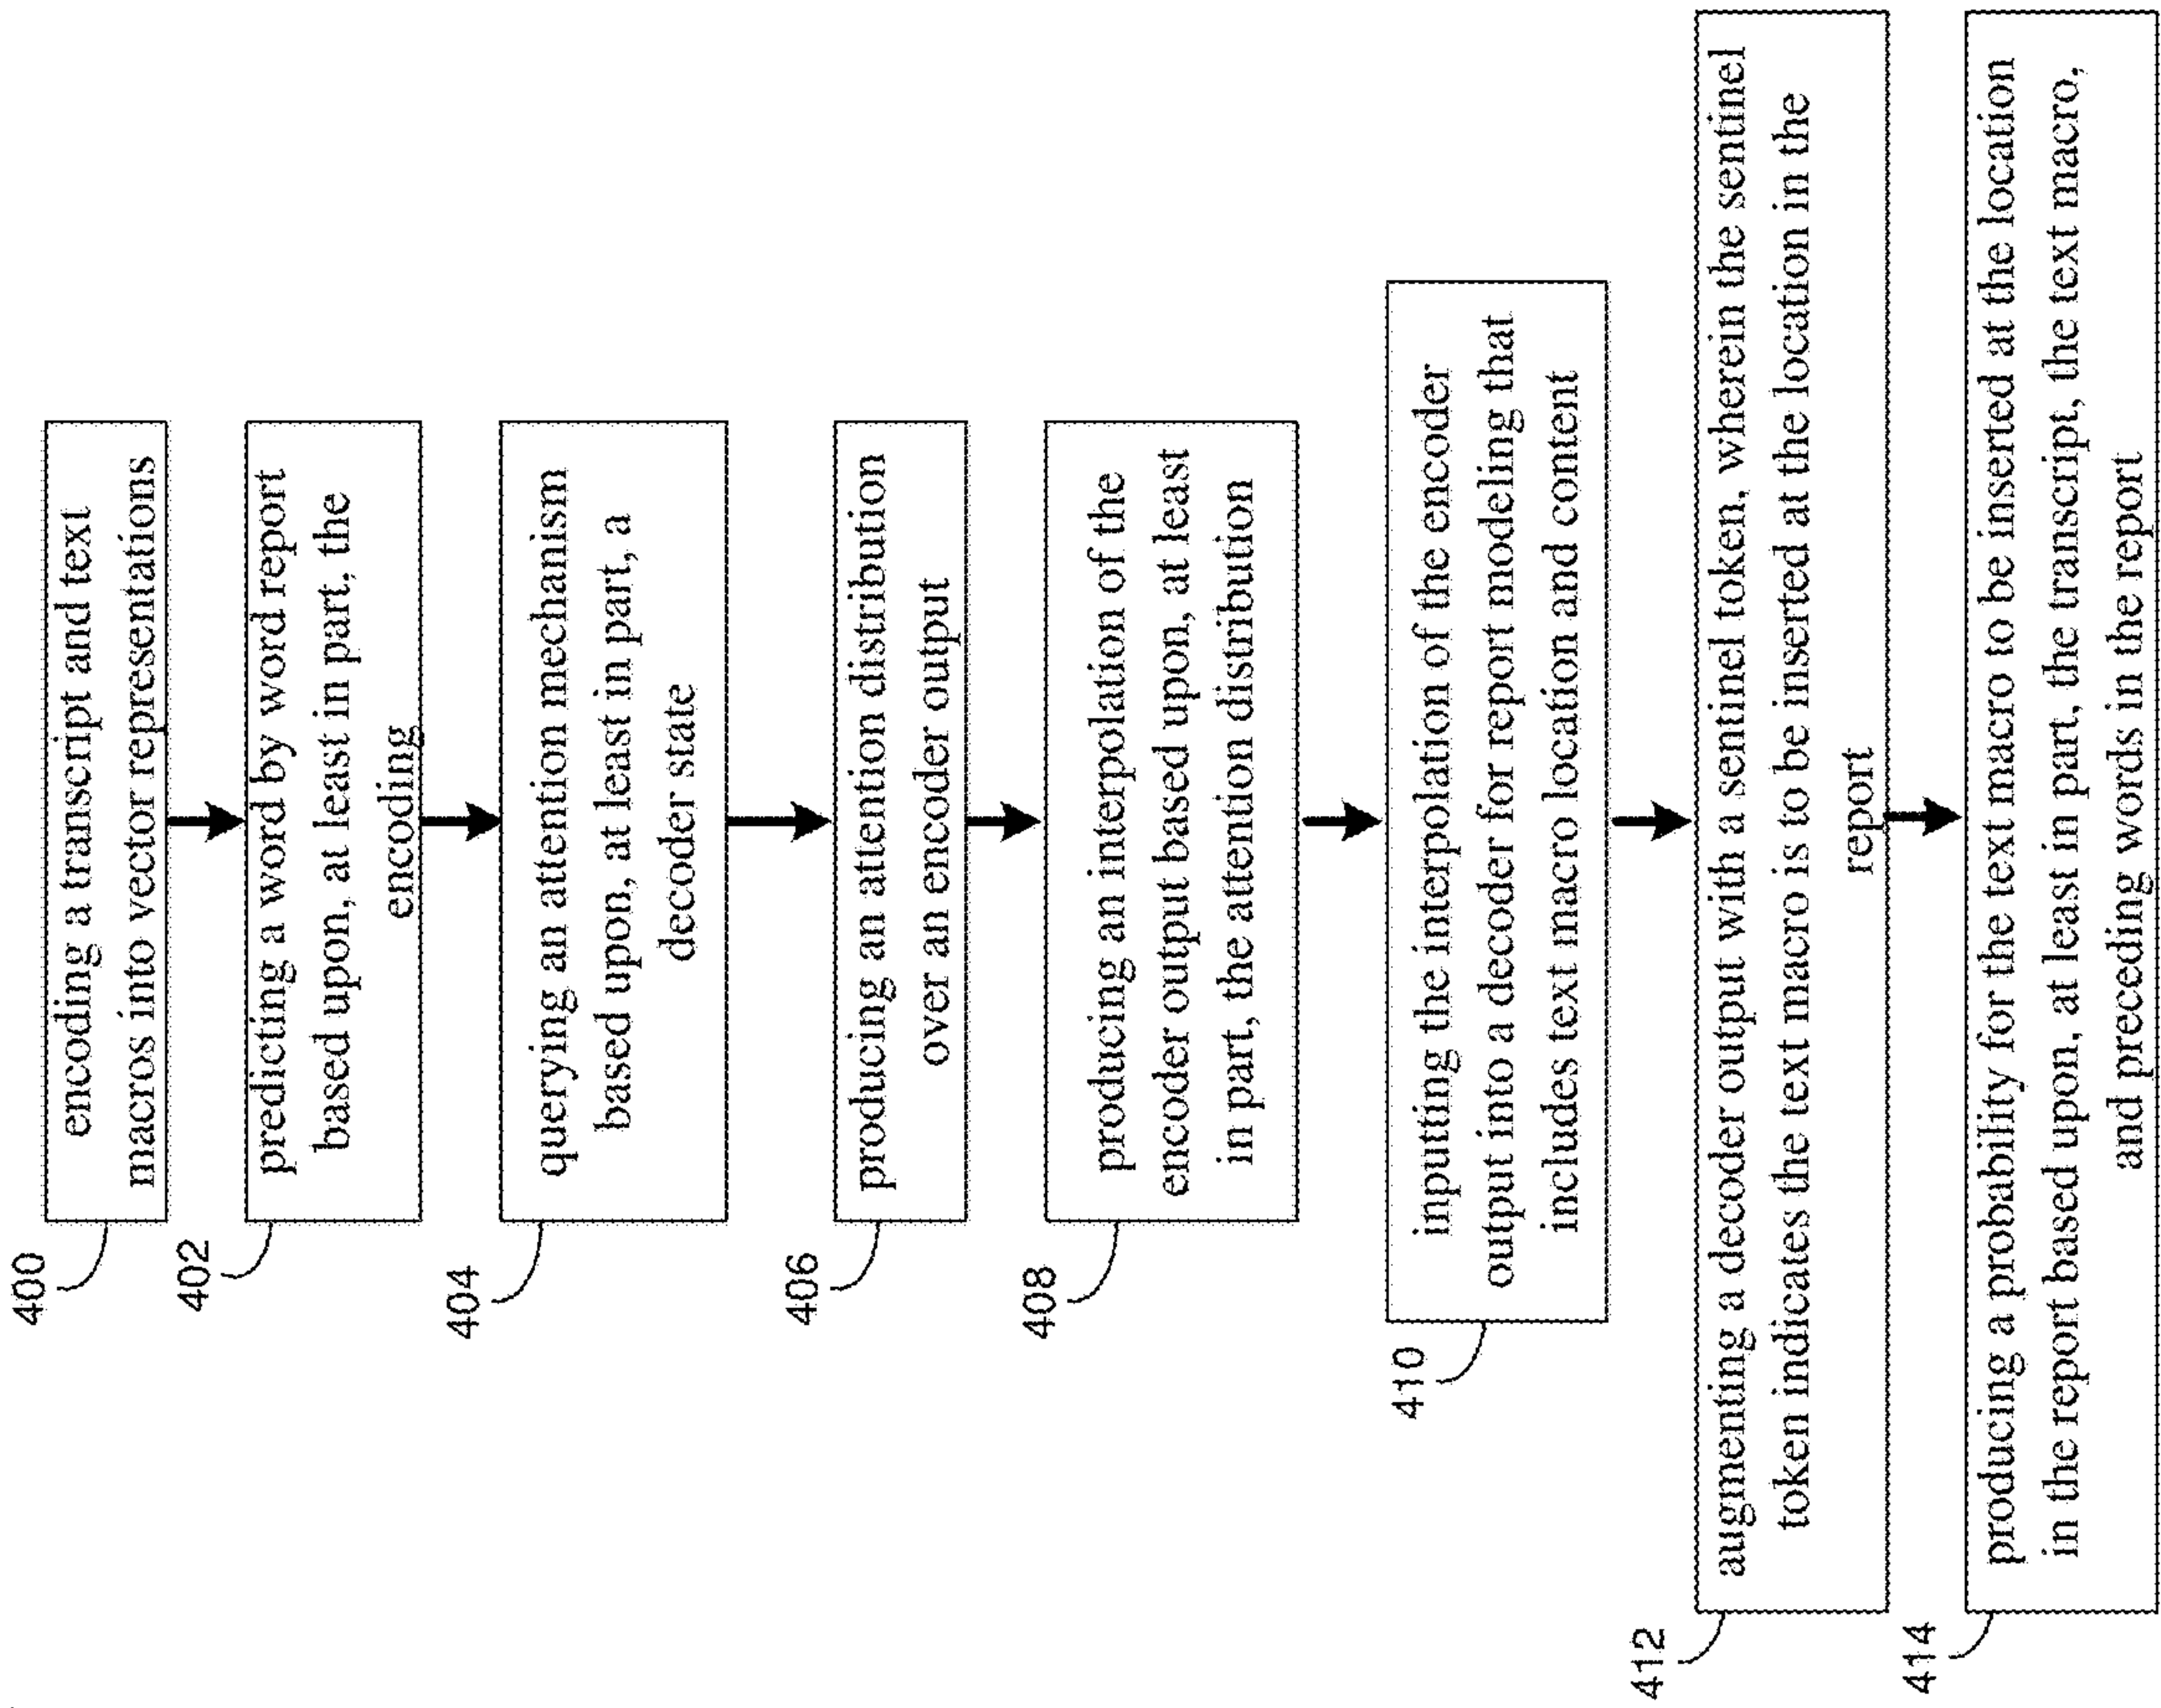 400
encoding a transcript and text
macros into vector representations
402
predicting a word by word report
based upon, at least in part, the
encoding
404
querying an attention mechanism
based upon, at least in part, a
decoder state
406
producing an attention distribution
over an encoder output
408
producing an interpolation of the
encoder output based upon, at least
in part, the attention distribution
410
inputting the interpolation of the encoder
output into a decoder for report modeling that
includes text macro location and content
412
augmenting a decoder output with a sentinel token, wherein the sentinel
token indicates the text macro is to be inserted at the location in the
report
414
producing a probability for the text macro to be inserted at the location
in the report based upon, at least in part, the transcript, the text macro,
and preceding words in the report